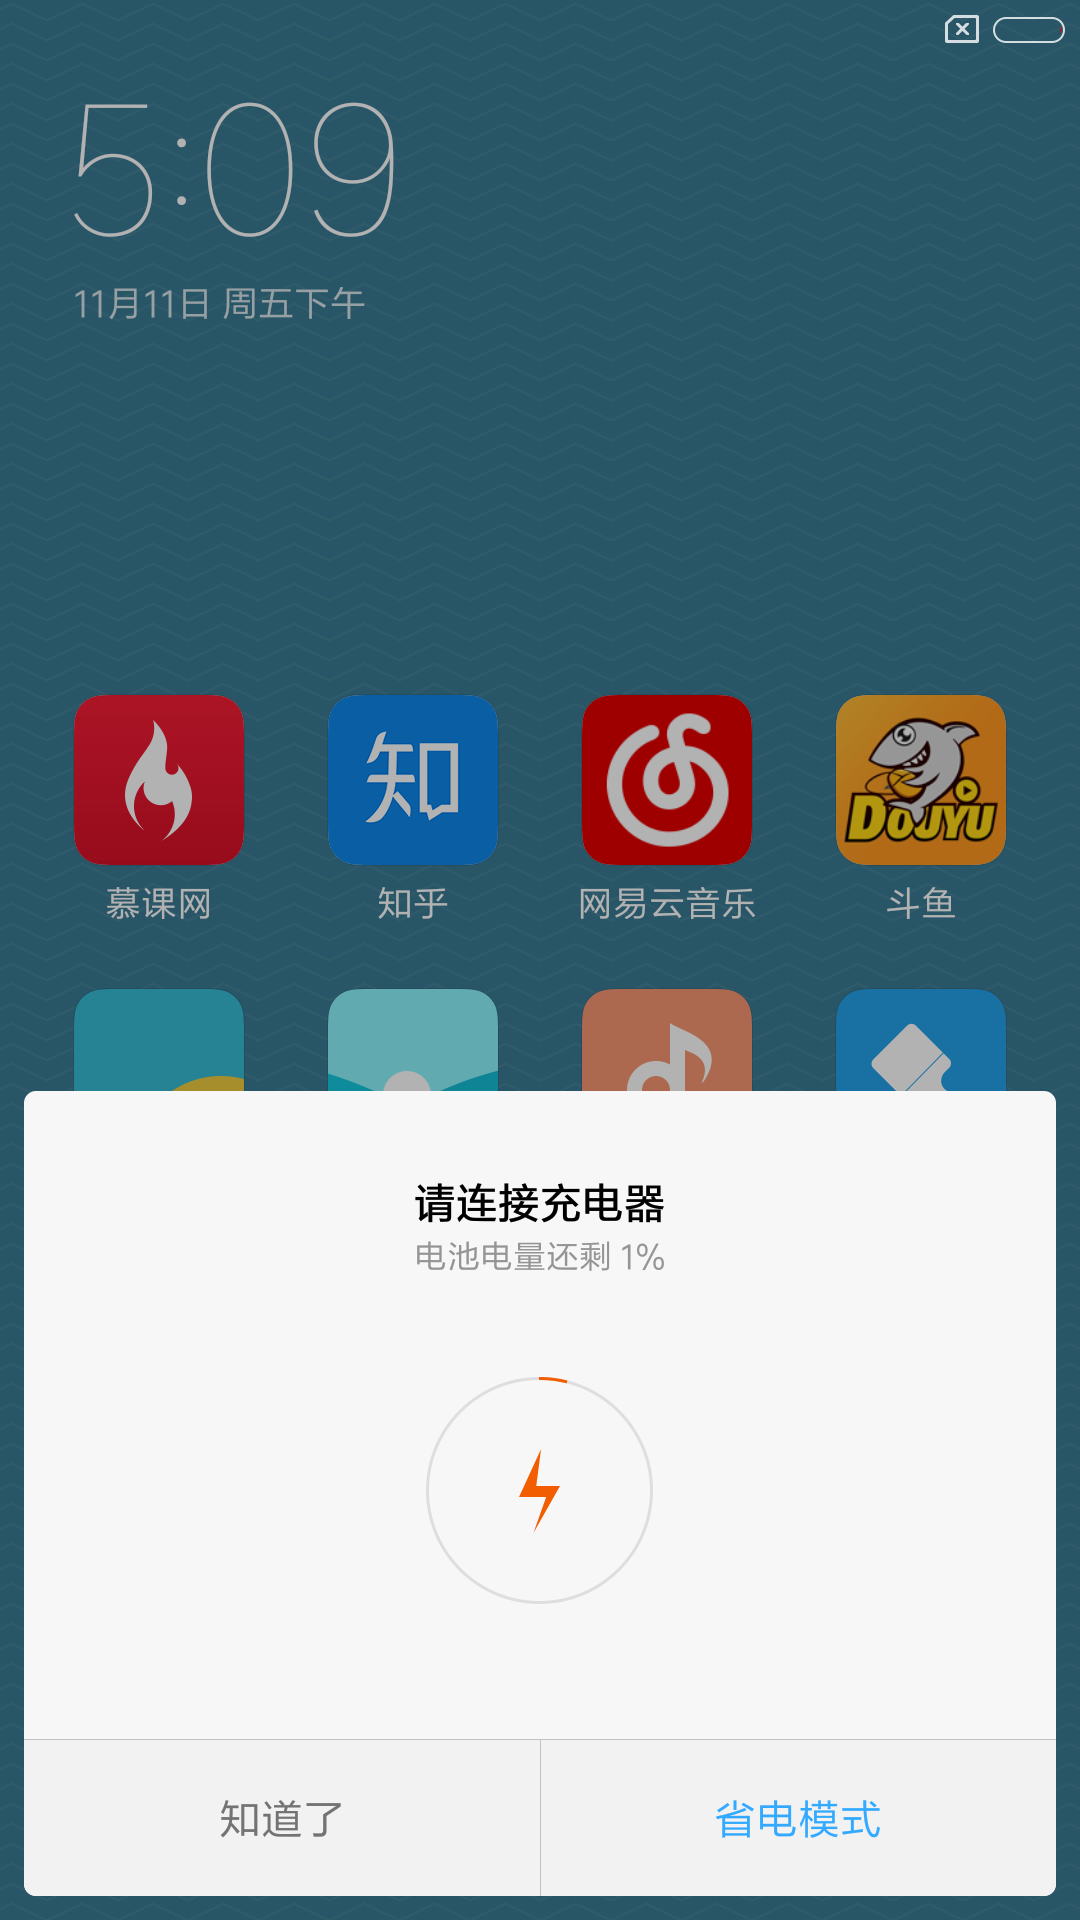 5:09
11月11日 周五下午
知
DOUYU
慕课网
知乎
网易云音乐
斗鱼
请连接充电器
电池电量还剩 1%
知道了
省电模式